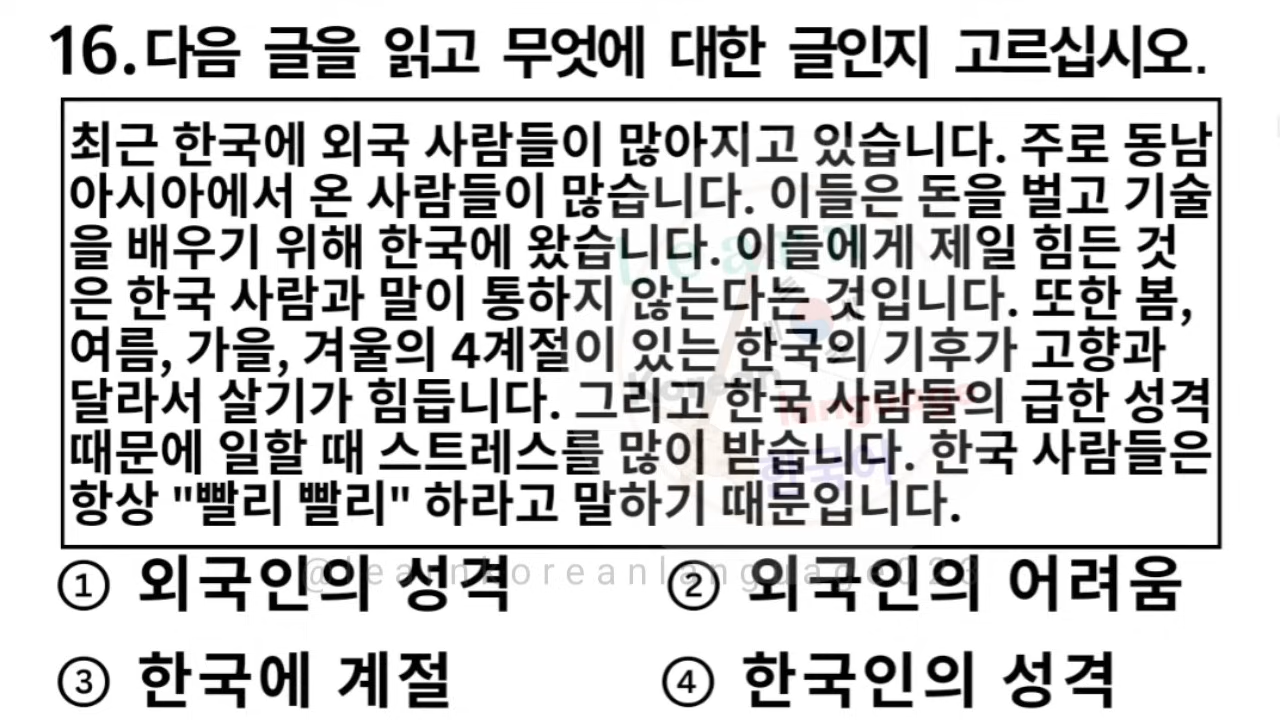 16.다음 글을 읽고 무엇에 대한 글인지 고르십시오.
최근 한국에 외국 사람들이 많아지고 있습니다. 주로 동남
아시아에서 온 사람들이 많습니다. 이들은 돈을 벌고 기술
을 배우기 위해 한국에 왔습니다. 이들에게 제일 힘든 것
은 한국 사람과 말이 통하지 않는다는 것입니다. 또한 봄,
여름, 가을, 겨울의 4계절이 있는 한국의 기후가 고향과
달라서 살기가 힘듭니다. 그리고 한국 사람들의 급한 성격
때문에 일할 때 스트레스를 많이 받습니다. 한국 사람들은
항상 "빨리 빨리" 하라고 말하기 때문입니다.
Learn
Korean
language
한국어
@learnkoreanlanguage023
① 외국인의 성격 ② 외국인의 어려움
③ 한국에 계절 ④ 한국인의 성격